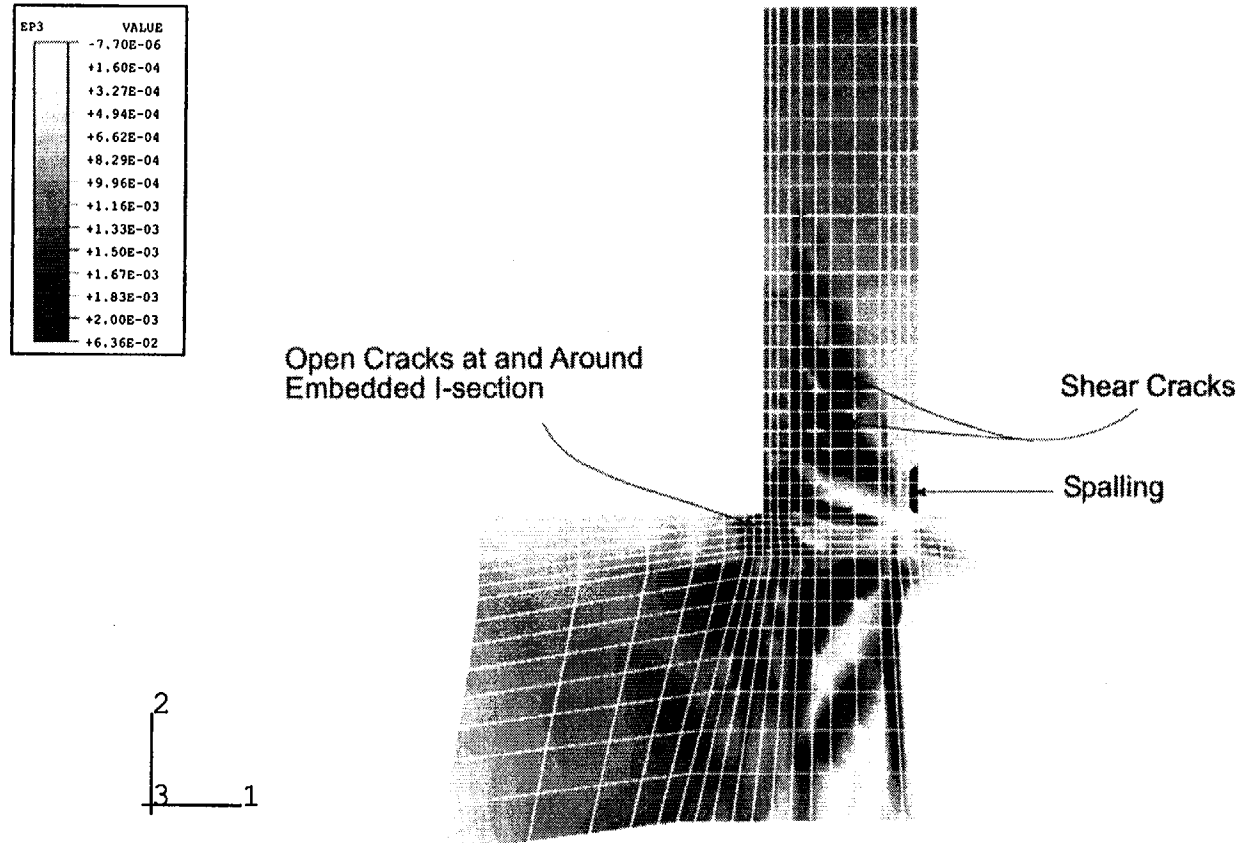 EP3 VALUE
-7.70E-06
+1.60E-04
+3.27E-04
+4.94E-04
+6.62E-04
+8.29E-04
+9.96E-04
+1.16E-03
+1.33E-03
+1.50E-03
+1.67E-03
+1.83E-03
+2.00E-03
+6.36E-02
Open Cracks at and Around
Embedded I-section
Shear Cracks
Spalling
2
3
1